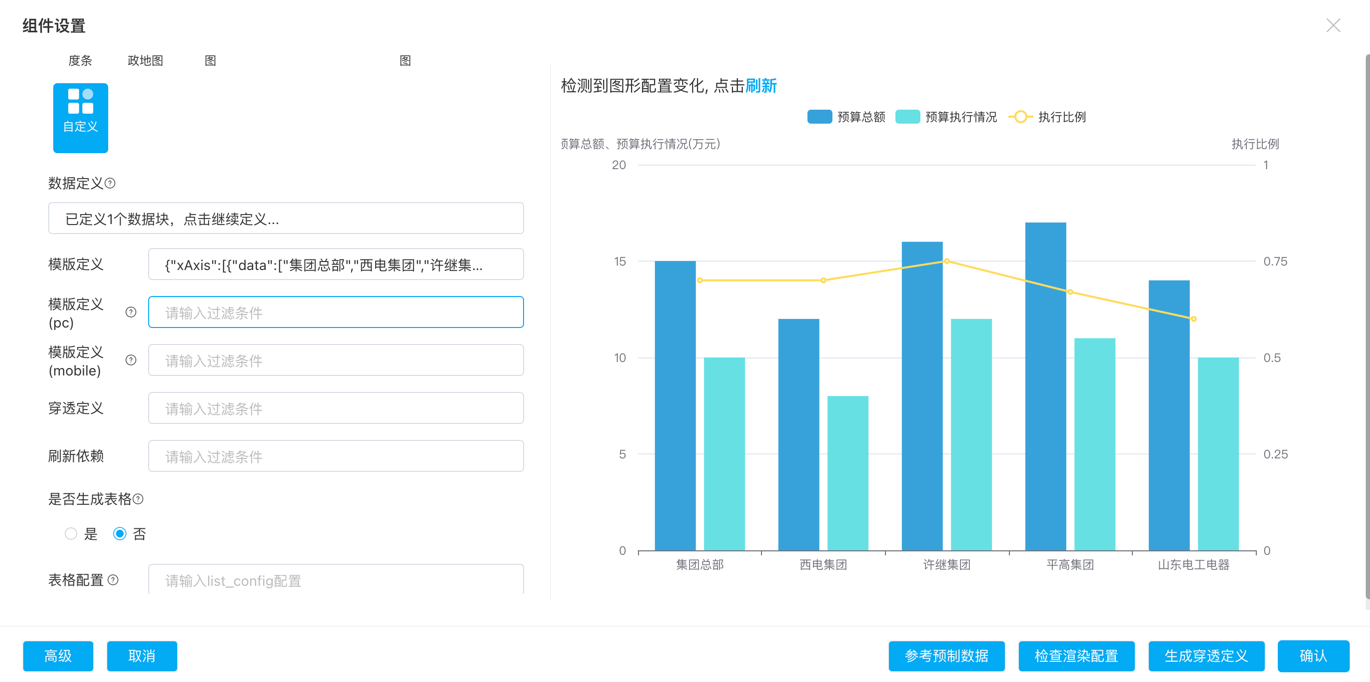 组件设置
度条 政地图 图 图
自定义
数据定义
已定义1个数据块，点击继续定义...
模版定义
{"xAxis":[{"data":["集团总部","西电集团","许继集...
模版定义
(pc)
请输入过滤条件
模版定义
(mobile)
请输入过滤条件
穿透定义
请输入过滤条件
刷新依赖
请输入过滤条件
是否生成表格
是 否
表格配置
请输入list_config配置
检测到图形配置变化, 点击刷新
预算总额 预算执行情况 执行比例
预算总额、预算执行情况(万元)
执行比例
20 1
15 0.75
10 0.5
5 0.25
0 0
集团总部 西电集团 许继集团 平高集团 山东电工电器
高级 取消 参考预制数据 检查渲染配置 生成穿透定义 确认